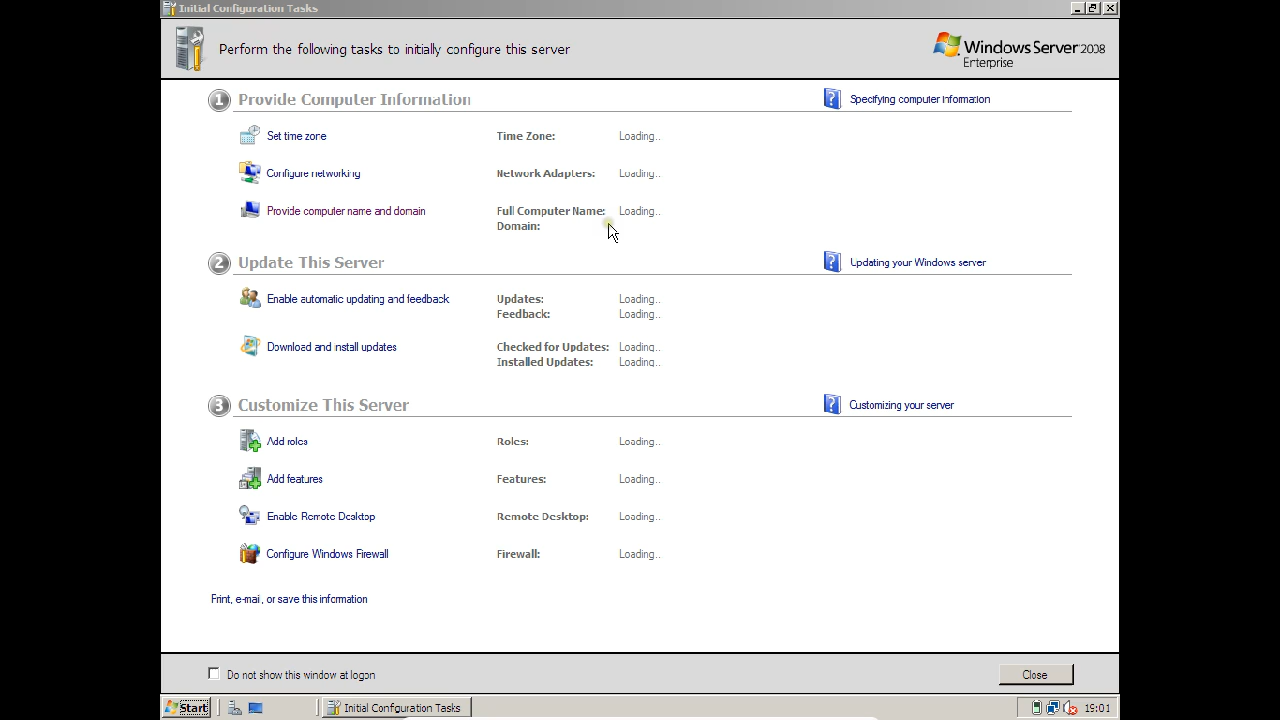 Initial Configuration Tasks
Perform the following tasks to initially configure this server
Windows Server 2008
Enterprise
1 Provide Computer Information
Specifying computer information
Set time zone
Time Zone: Loading...
Configure networking
Network Adapters: Loading...
Provide computer name and domain
Full Computer Name: Loading...
Domain:
2 Update This Server
Updating your Windows server
Enable automatic updating and feedback
Updates: Loading...
Feedback: Loading...
Download and install updates
Checked for Updates: Loading...
Installed Updates: Loading...
3 Customize This Server
Customizing your server
Add roles
Roles: Loading...
Add features
Features: Loading...
Enable Remote Desktop
Remote Desktop: Loading...
Configure Windows Firewall
Firewall: Loading...
Print, e-mail, or save this information
Do not show this window at logon
Close
Start
Initial Configuration Tasks
19:01